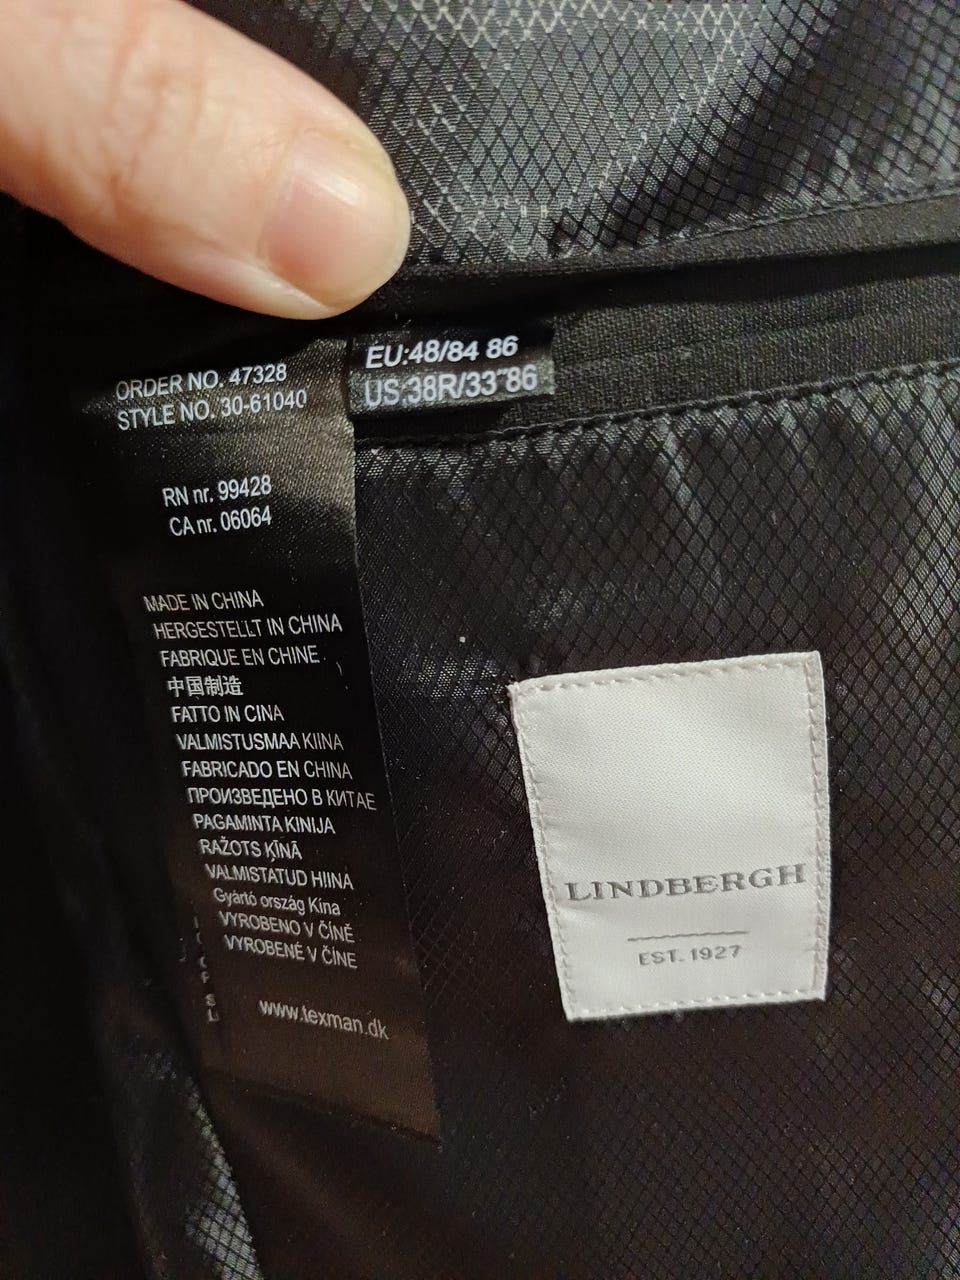 EU:48/84 86
US:38R/33"86
ORDER NO. 47328
STYLE NO. 30-61040
RN nr. 99428
CA nr. 06064
MADE IN CHINA
HERGESTELLT IN CHINA
FABRIQUE EN CHINE
中国制造
FATTO IN CINA
VALMISTUSMAA KIINA
FABRICADO EN CHINA
ПРОИЗВЕДЕНО В КИТАЕ
PAGAMINTA KINIJA
RAŽOTS ĶĪNĀ
VALMISTATUD HIINA
Gyártó ország Kína
VYROBENO V ČÍNĚ
VYROBENÉ V ČÍNE
www.texman.dk
LINDBERGH
EST. 1927